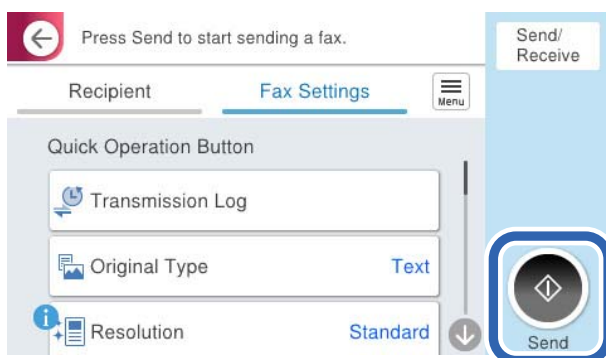 Press Send to start sending a fax.
Send/
Receive
Recipient
Fax Settings
Menu
Quick Operation Button
Transmission Log
Original Type
Text
Resolution
Standard
Send